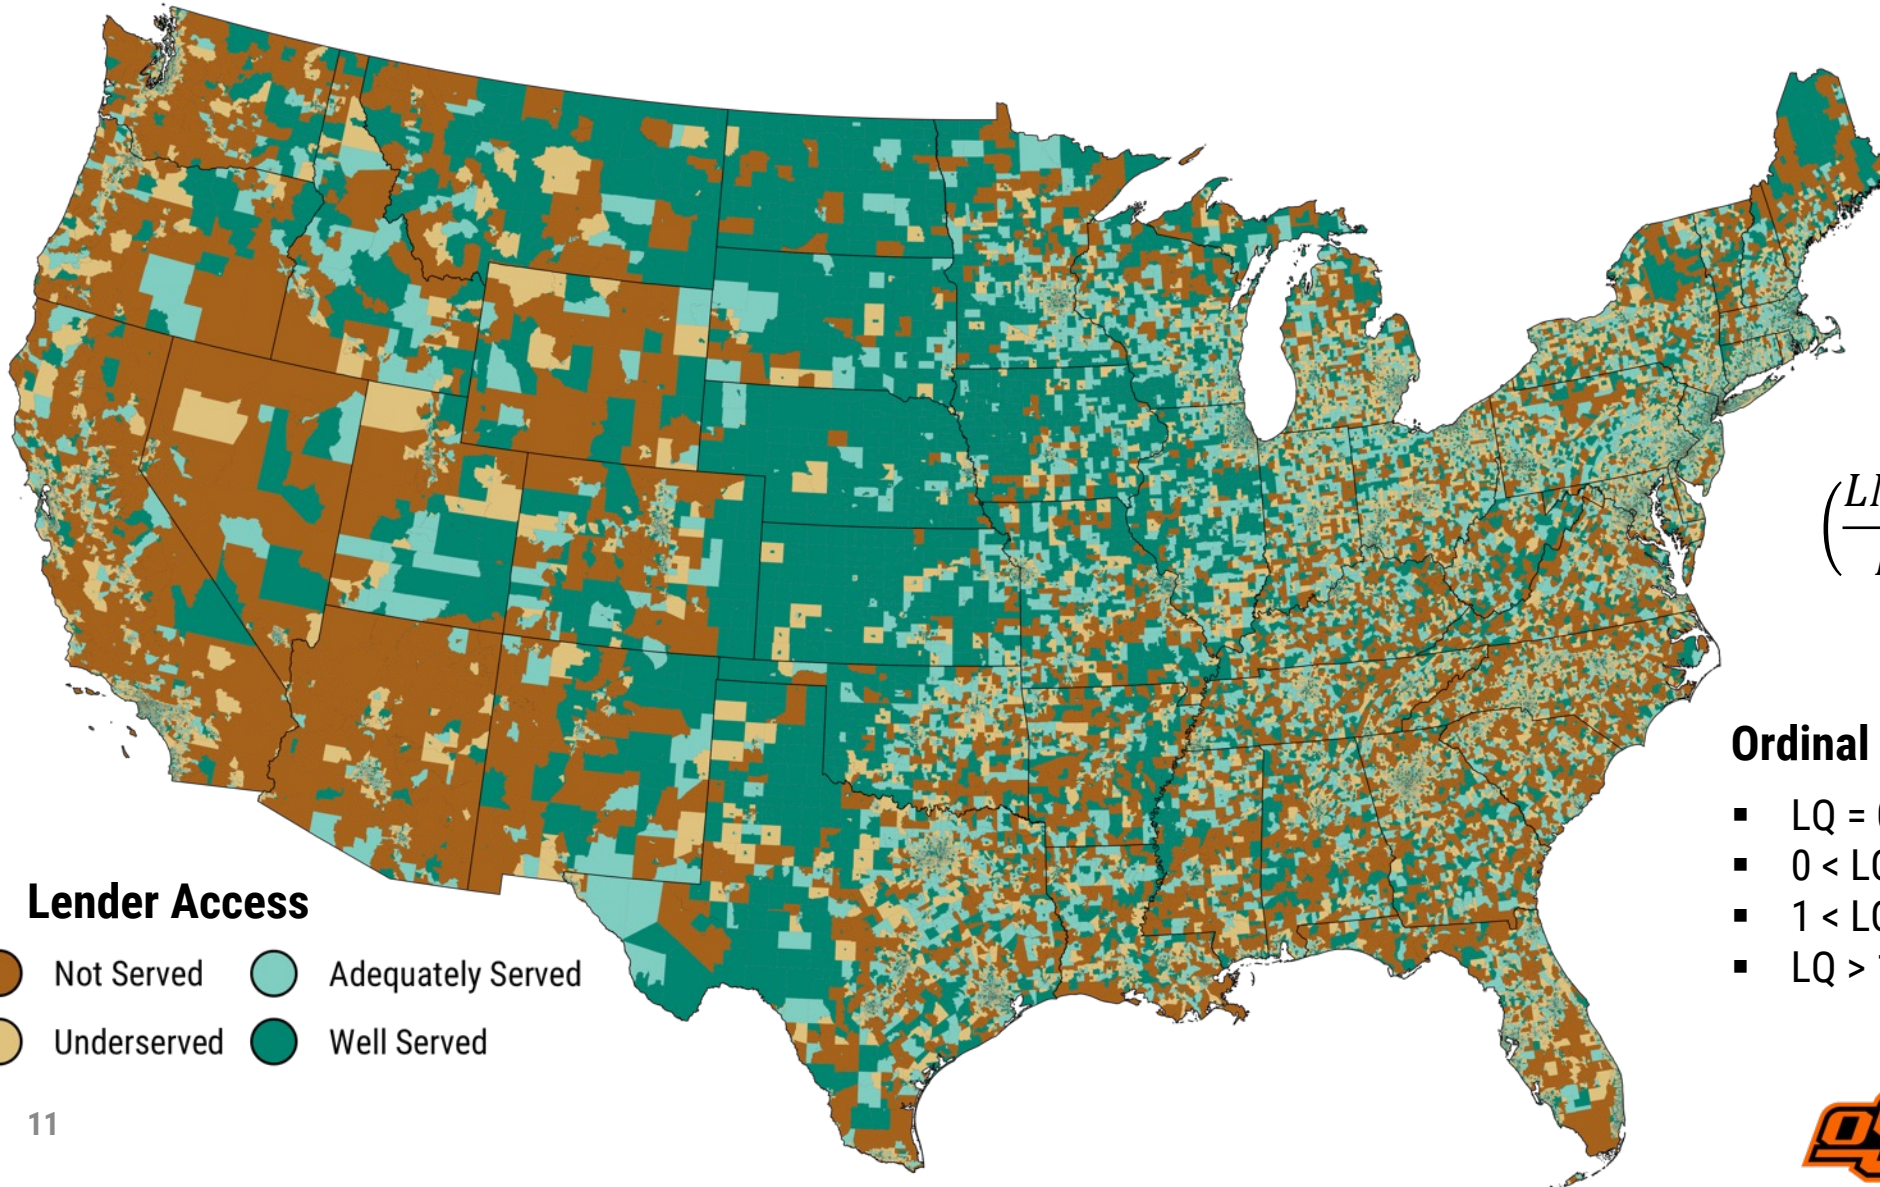 Ordinal
▪ LQ =
▪ 0 <
▪ 1 <
▪ LQ >
Lender Access
Not Served
Adequately Served
Underserved
Well Served
11